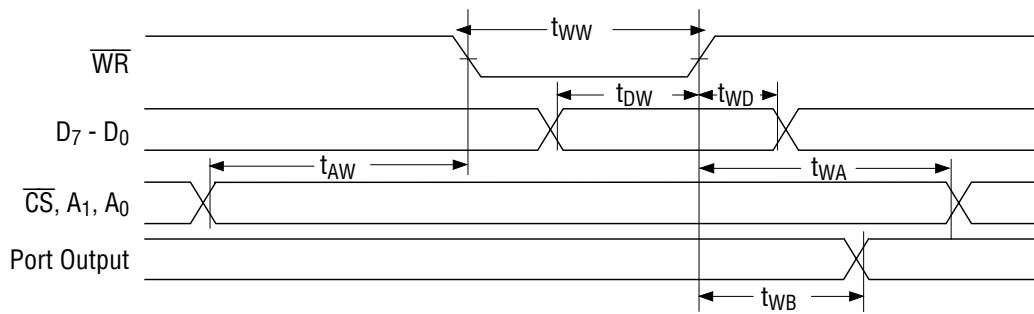 tWW
WR
tDW
tWD
D7 - D0
tAW
tWA
CS, A1, A0
Port Output
tWB